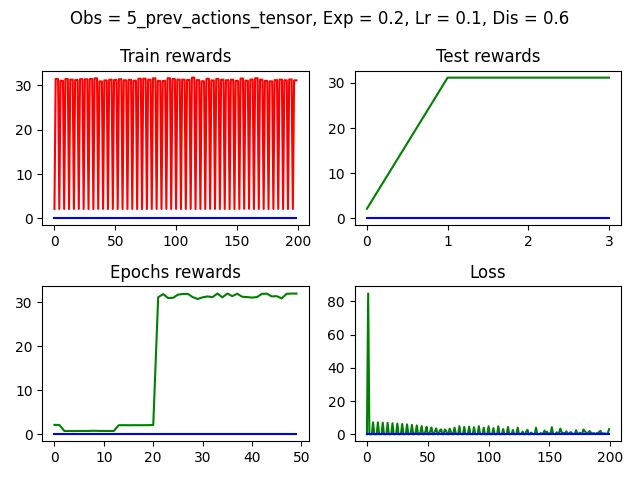 Obs = 5_prev_actions_tensor, Exp = 0.2, Lr = 0.1, Dis = 0.6
Train rewards
Test rewards
30
20
10
0
0 50 100 150 200
30
20
10
0
0 1 2 3
Epochs rewards
Loss
30
20
10
0
0 10 20 30 40 50
80
60
40
20
0
0 50 100 150 200